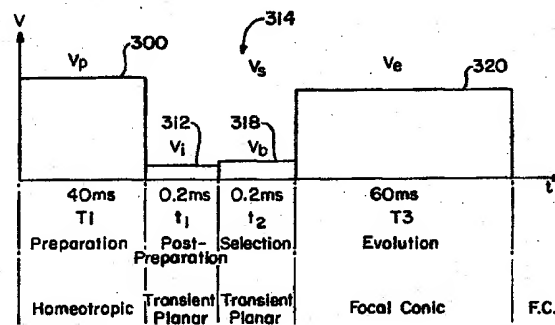 V
Vp
300
314
Vs
Ve
320
312
Vi
318
Vb
t
40ms
0.2ms
0.2ms
60ms
T1
t1
t2
T3
Preparation
Post-
Preparation
Selection
Evolution
Homeotropic
Transient
Planar
Transient
Planar
Focal Conic
F.C.